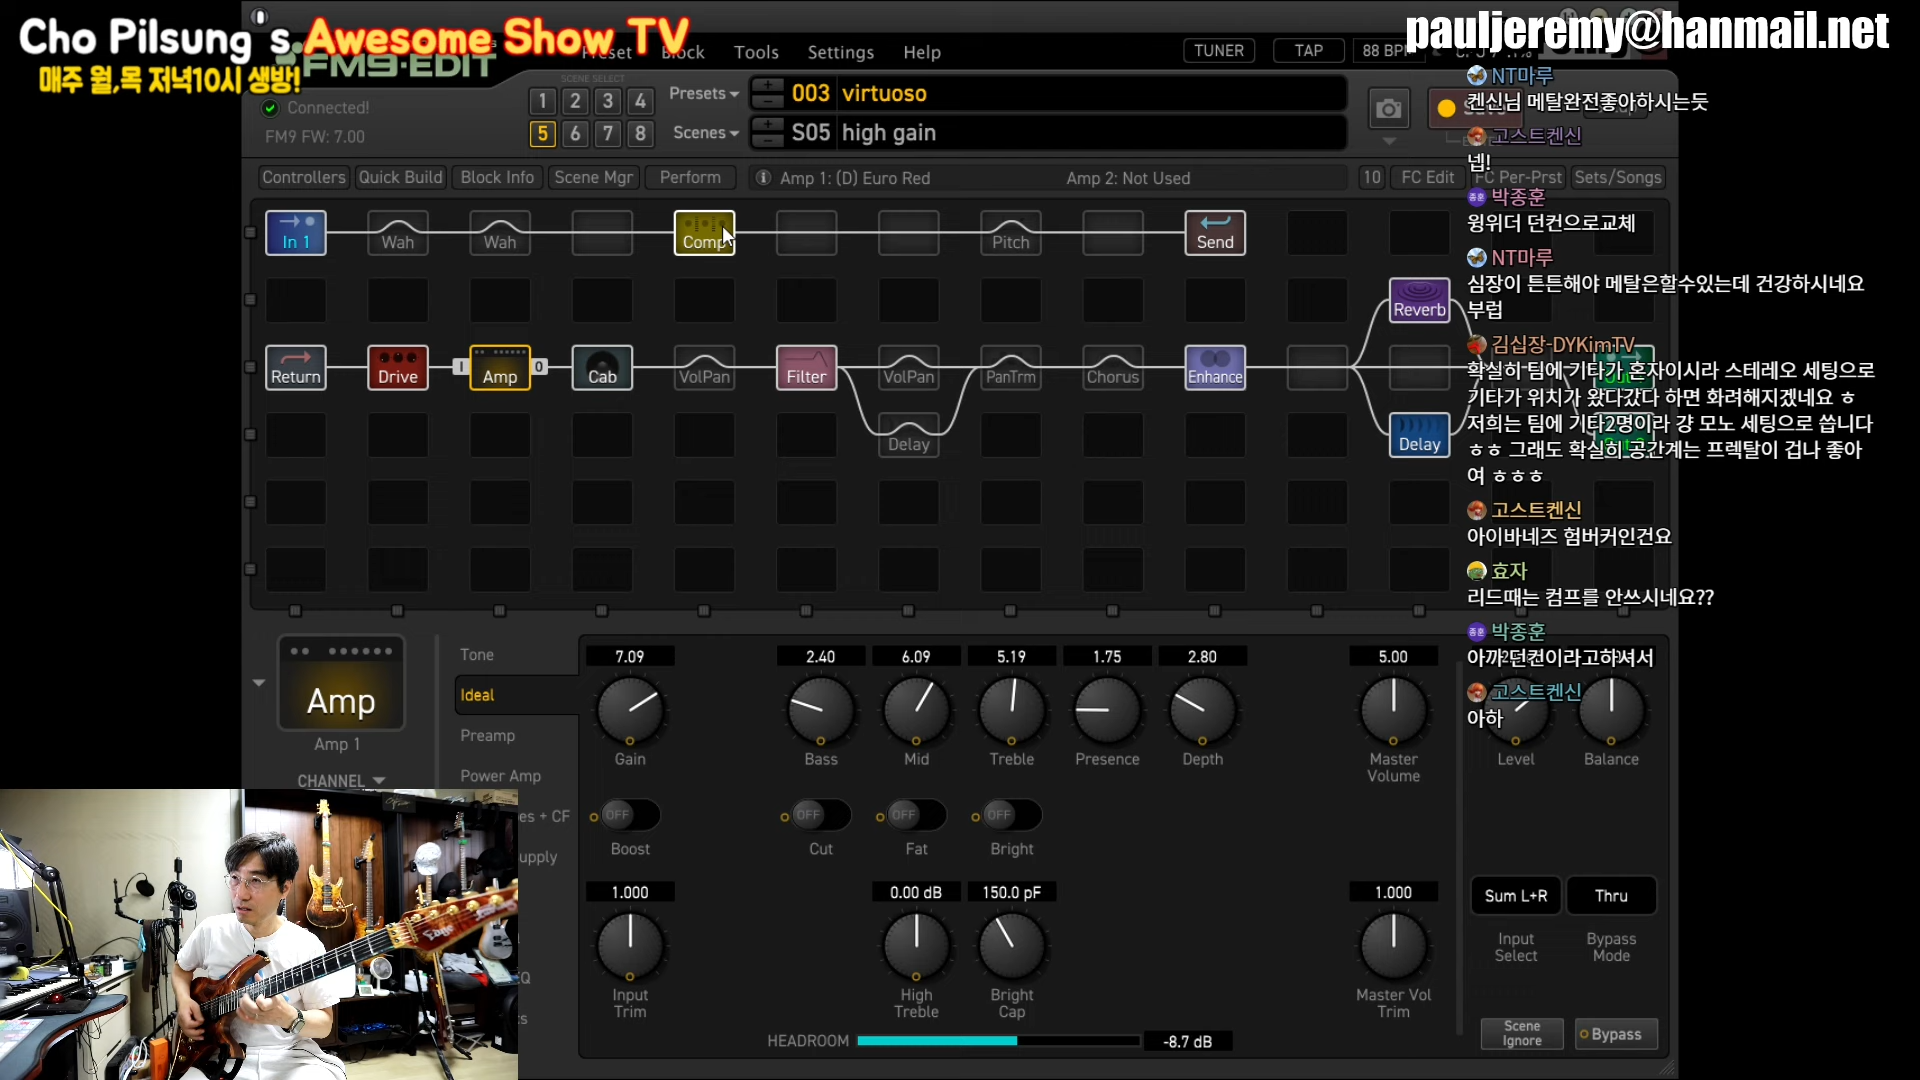 Cho Pilsung´s Awesome Show TV
매주 월,목 저녁10시 생방!
pauljeremy@hanmail.net
FM9-EDIT
Preset Block Tools Settings Help
TUNER TAP 88 BPM
SCENE SELECT
Connected!
FM9 FW: 7.00
1 2 3 4
5 6 7 8
Presets 003 virtuoso
Scenes S05 high gain
Save
Controllers Quick Build Block Info Scene Mgr Perform
Amp 1: (D) Euro Red Amp 2: Not Used
10 FC Edit FC Per-Prst Sets/Songs
In 1 Wah Wah Comp Pitch Send
Reverb
Return Drive I Amp O Cab VolPan Filter VolPan PanTrm Chorus Enhance
Delay Delay
NT마루
켄신님 메탈완전좋아하시는듯
고스트켄신
넵!
종훈 박종훈
윙위더 던컨으로교체
NT마루
심장이 튼튼해야 메탈은할수있는데 건강하시네요
부럽
김십장-DYKimTV
확실히 팀에 기타가 혼자이시라 스테레오 세팅으로
기타가 위치가 왔다갔다 하면 화려해지겠네요 ㅎ
저희는 팀에 기타2명이라 걍 모노 세팅으로 씁니다
ㅎㅎ 그래도 확실히 공간계는 프렉탈이 겁나 좋아
여 ㅎㅎㅎ
고스트켄신
아이바네즈 험버커인건요
효자
리드때는 컴프를 안쓰시네요??
종훈 박종훈
아까 던컨이라고하셔서
고스트켄신
아하
Amp
Amp 1
CHANNEL
Tone
Ideal
Preamp
Power Amp
es + CF
upply
7.09 2.40 6.09 5.19 1.75 2.80 5.00
Gain Bass Mid Treble Presence Depth Master Volume Level Balance
OFF OFF OFF OFF
Boost Cut Fat Bright
1.000 0.00 dB 150.0 pF 1.000
Input Trim High Treble Bright Cap Master Vol Trim
Sum L+R Thru
Input Select Bypass Mode
HEADROOM -8.7 dB
Scene Ignore Bypass